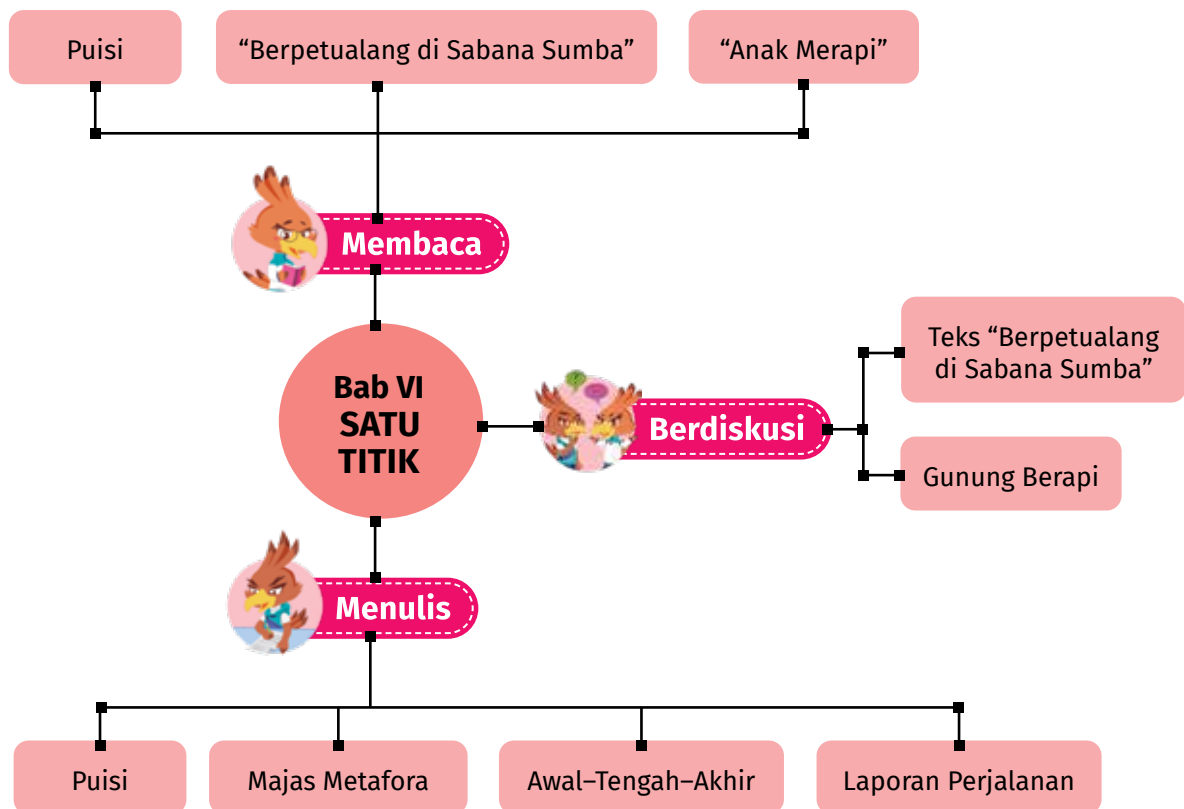 Puisi
“Berpetualang di Sabana Sumba”
“Anak Merapi”
Membaca
Bab VI
SATU
TITIK
Berdiskusi
Teks “Berpetualang
di Sabana Sumba”
Gunung Berapi
Menulis
Puisi
Majas Metafora
Awal–Tengah–Akhir
Laporan Perjalanan